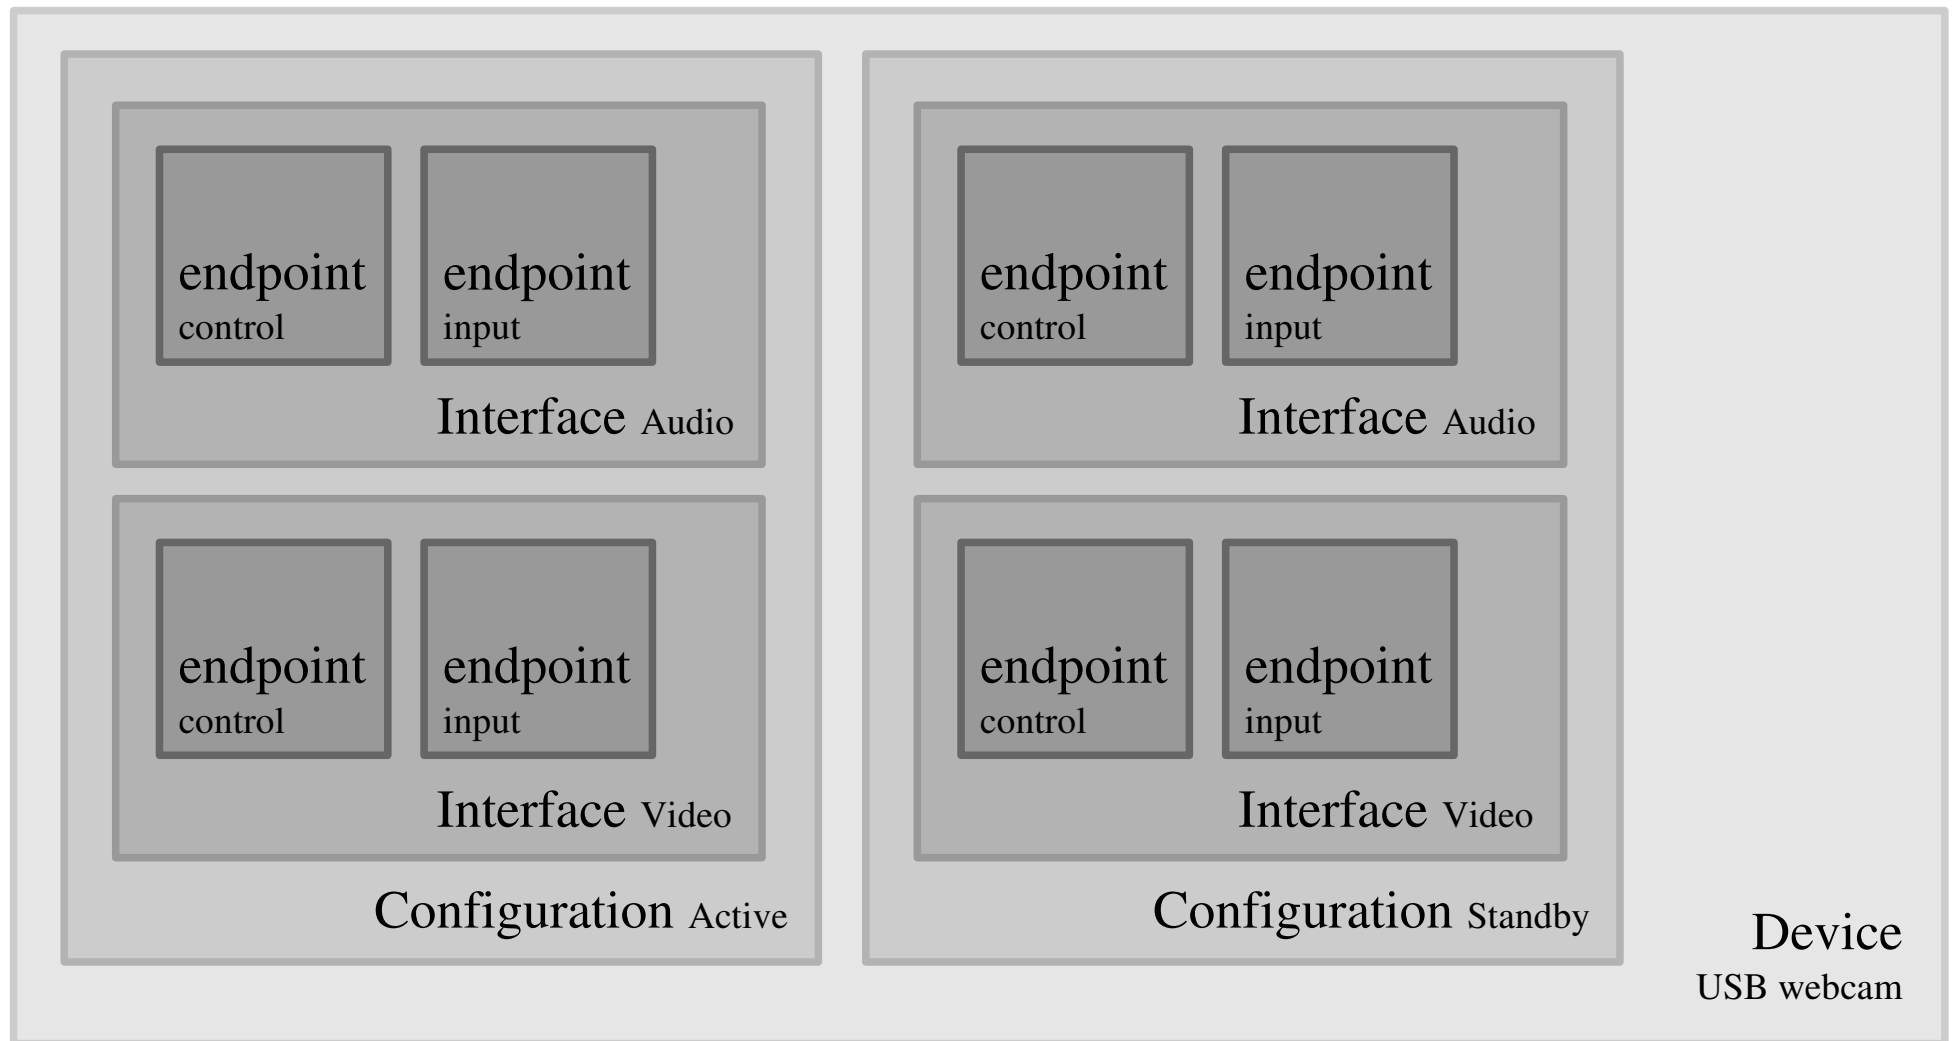 endpoint
control
endpoint
input
Interface Audio
endpoint
control
endpoint
input
Interface Video
Configuration Active
endpoint
control
endpoint
input
Interface Audio
endpoint
control
endpoint
input
Interface Video
Configuration Standby
Device
USB webcam